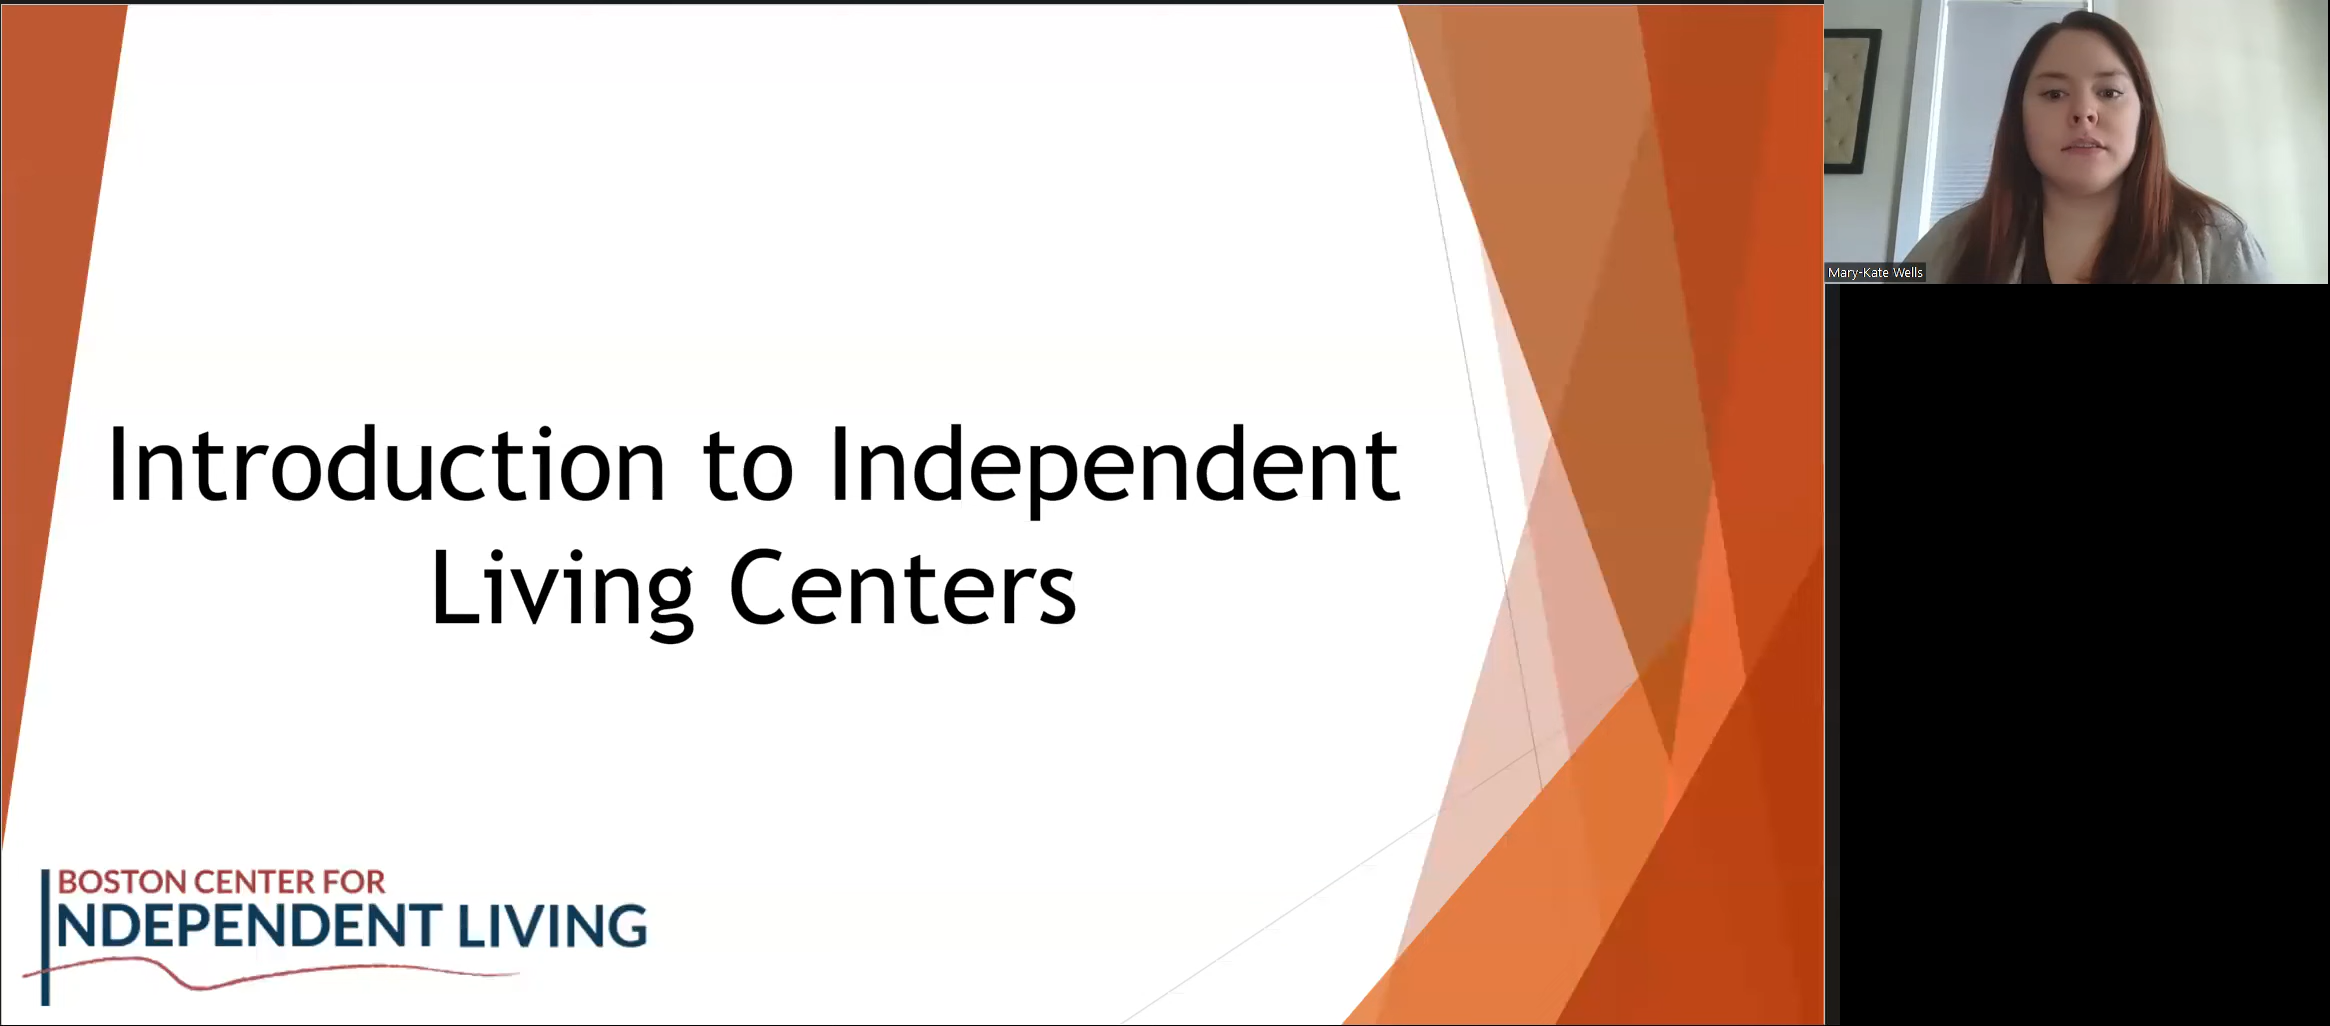 Introduction to Independent
Living Centers
BOSTON CENTER FOR
INDEPENDENT LIVING
Mary-Kate Wells